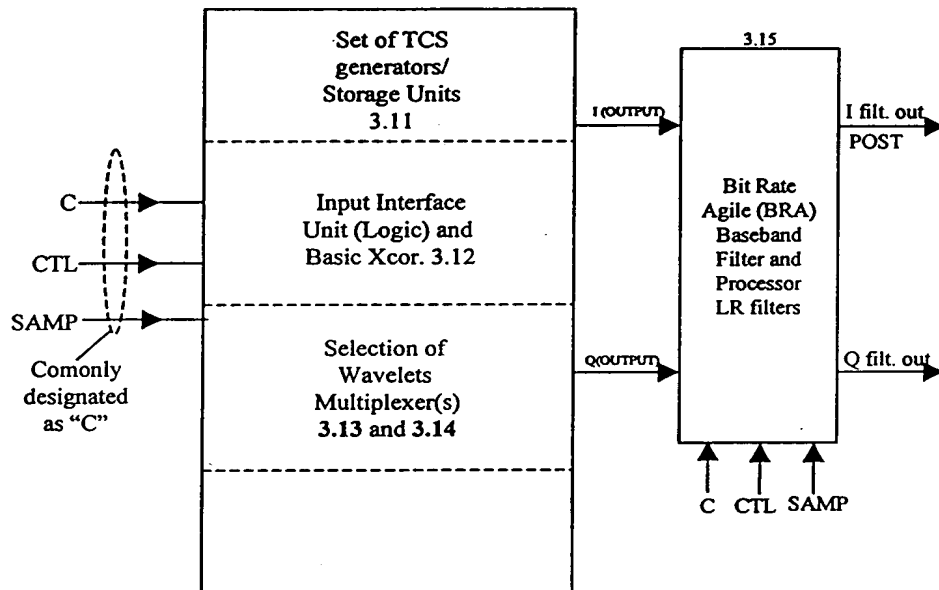 Set of TCS
generators/
Storage Units
3.11
C
CTL
SAMP
Comonly
designated
as “C”
Input Interface
Unit (Logic) and
Basic Xcor. 3.12
Selection of
Wavelets
Multiplexer(s)
3.13 and 3.14
I (OUTPUT)
Q(OUTPUT)
3.15
Bit Rate
Agile (BRA)
Baseband
Filter and
Processor
LR filters
I filt. out
POST
Q filt. out
C CTL SAMP